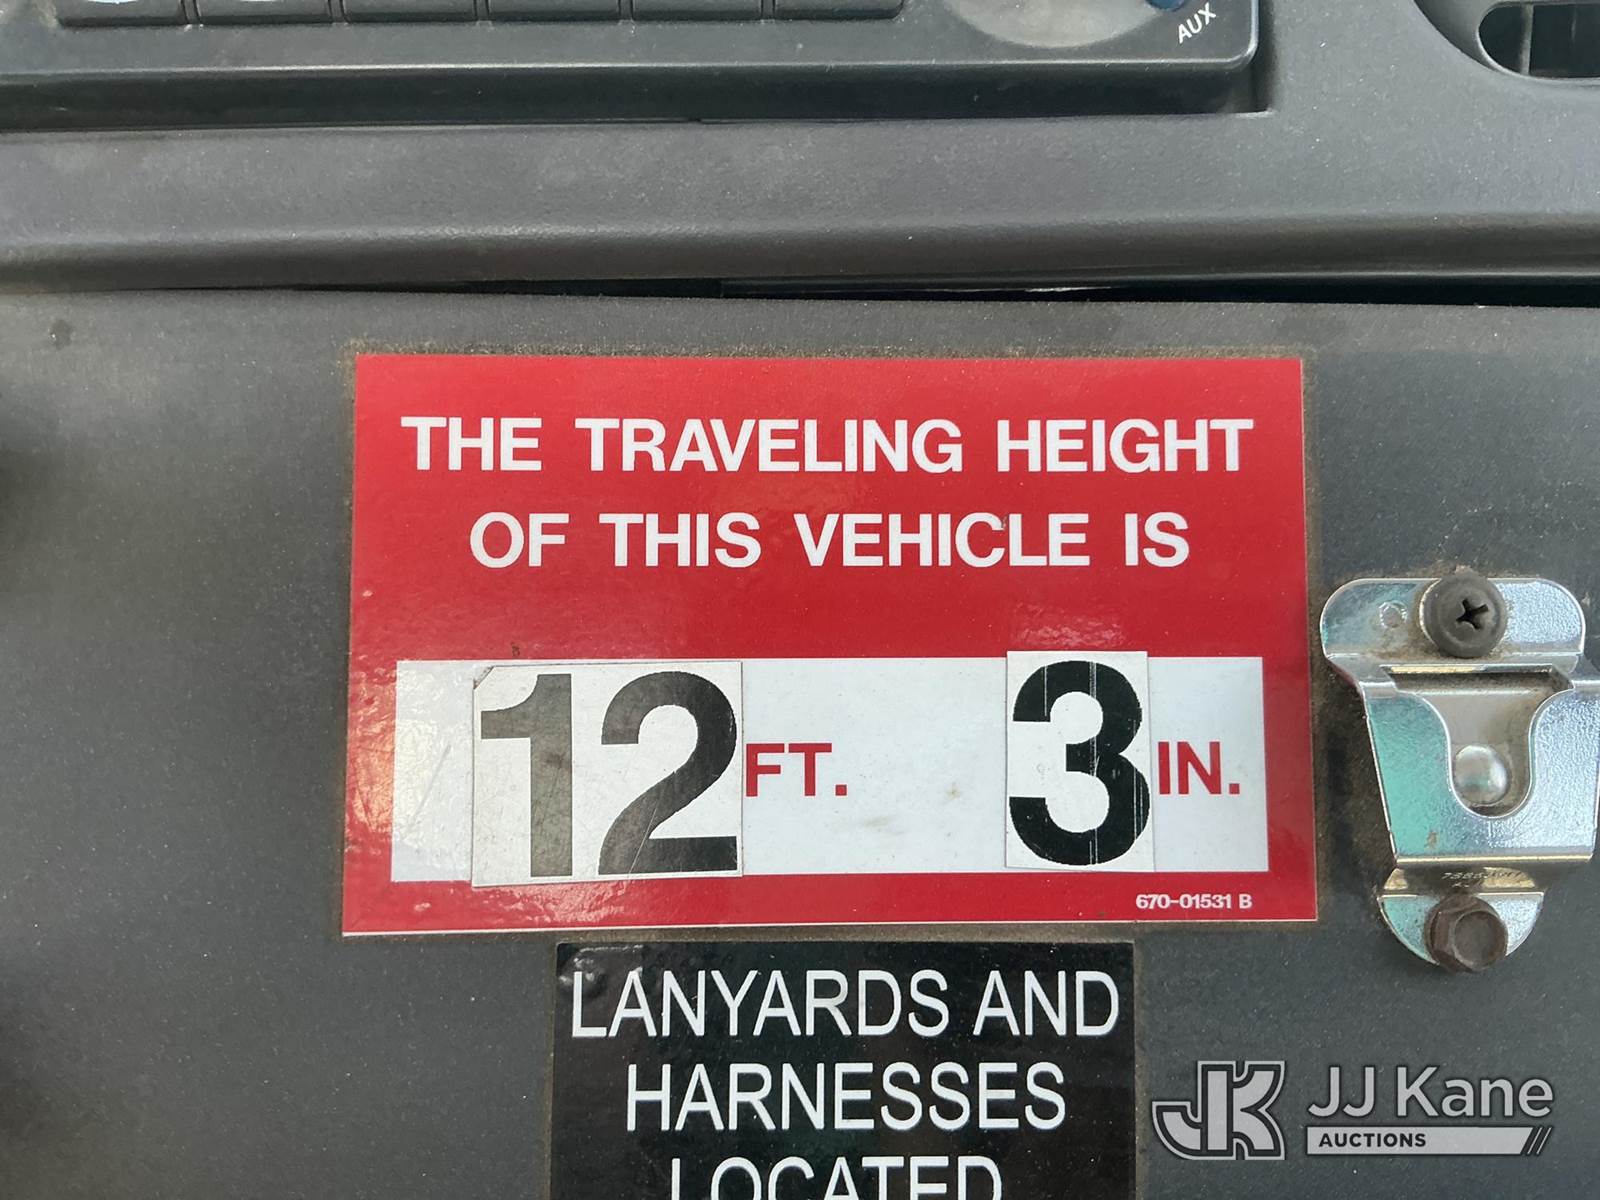 AUX
THE TRAVELING HEIGHT
OF THIS VEHICLE IS
12 FT. 3 IN.
670-01531 B
LANYARDS AND
HARNESSES
LOCATED
JK JJ Kane
AUCTIONS